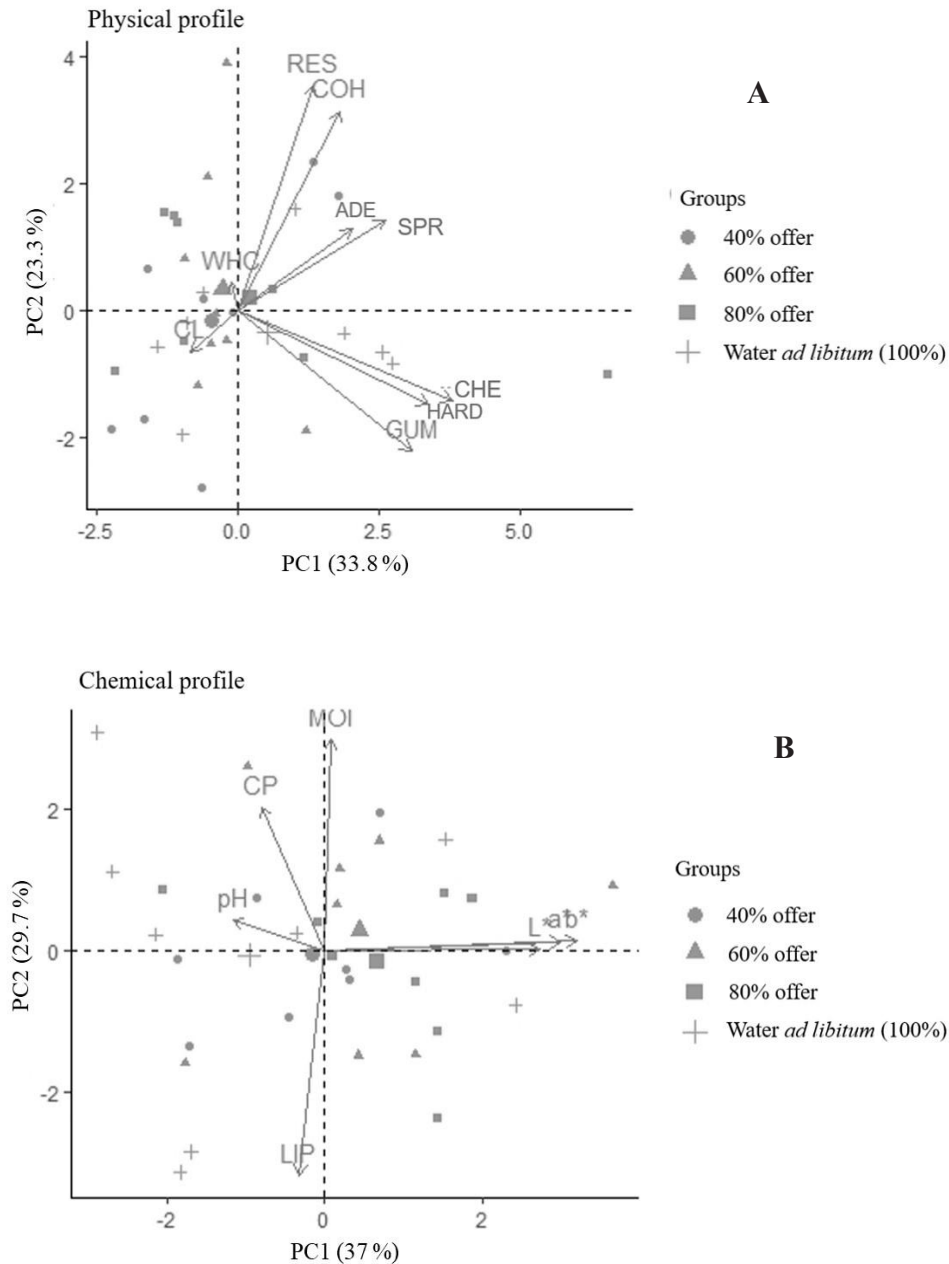 Physical profile
4
RES
COH
A
Groups
2
ADE
SPR
40% offer
WHC
60% offer
PC2 (23.3 %)
0
80% offer
CL
Water ad libitum (100%)
CHE
HARD
GUM
-2
-2.5
0.0
2.5
5.0
PC1 (33.8 %)
Chemical profile
MOI
B
CP
2
Groups
pH
40% offer
L*
a*
b*
PC2 (29.7 %)
0
60% offer
80% offer
Water ad libitum (100%)
-2
LIP
-2
0
2
PC1 (37 %)